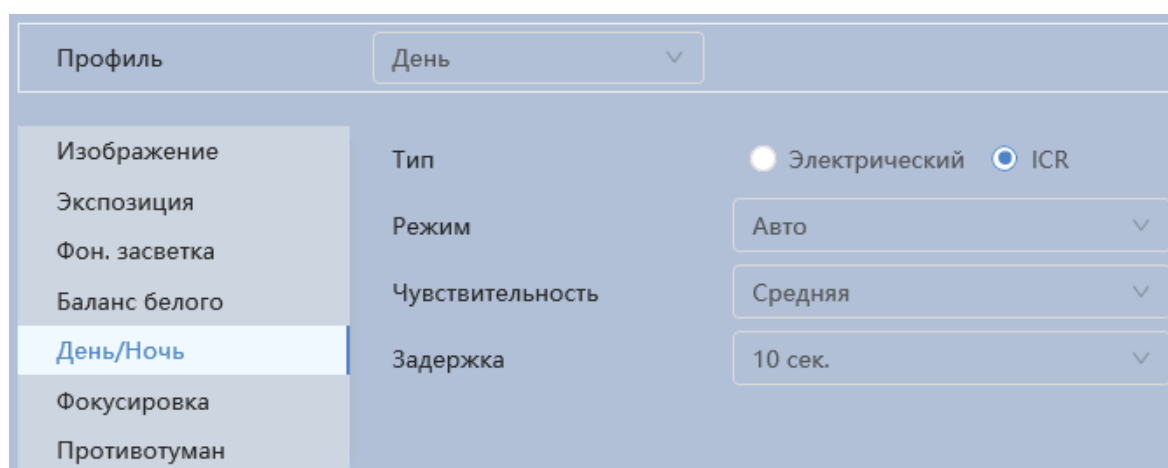 Профиль День
Изображение
Экспозиция
Фон. засветка
Баланс белого
День/Ночь
Фокусировка
Противотуман
Тип Электрический ICR
Режим Авто
Чувствительность Средняя
Задержка 10 сек.